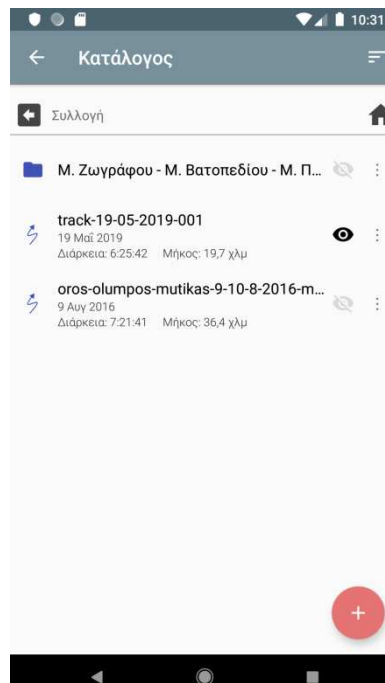 10:31
Κατάλογος
Συλλογή
Μ. Ζωγράφου - Μ. Βατοπεδίου - Μ. Π...
track-19-05-2019-001
19 Μαΐ 2019
Διάρκεια: 6:25:42 Μήκος: 19,7 χλμ
oros-olumpos-mutikas-9-10-8-2016-m...
9 Αυγ 2016
Διάρκεια: 7:21:41 Μήκος: 36,4 χλμ